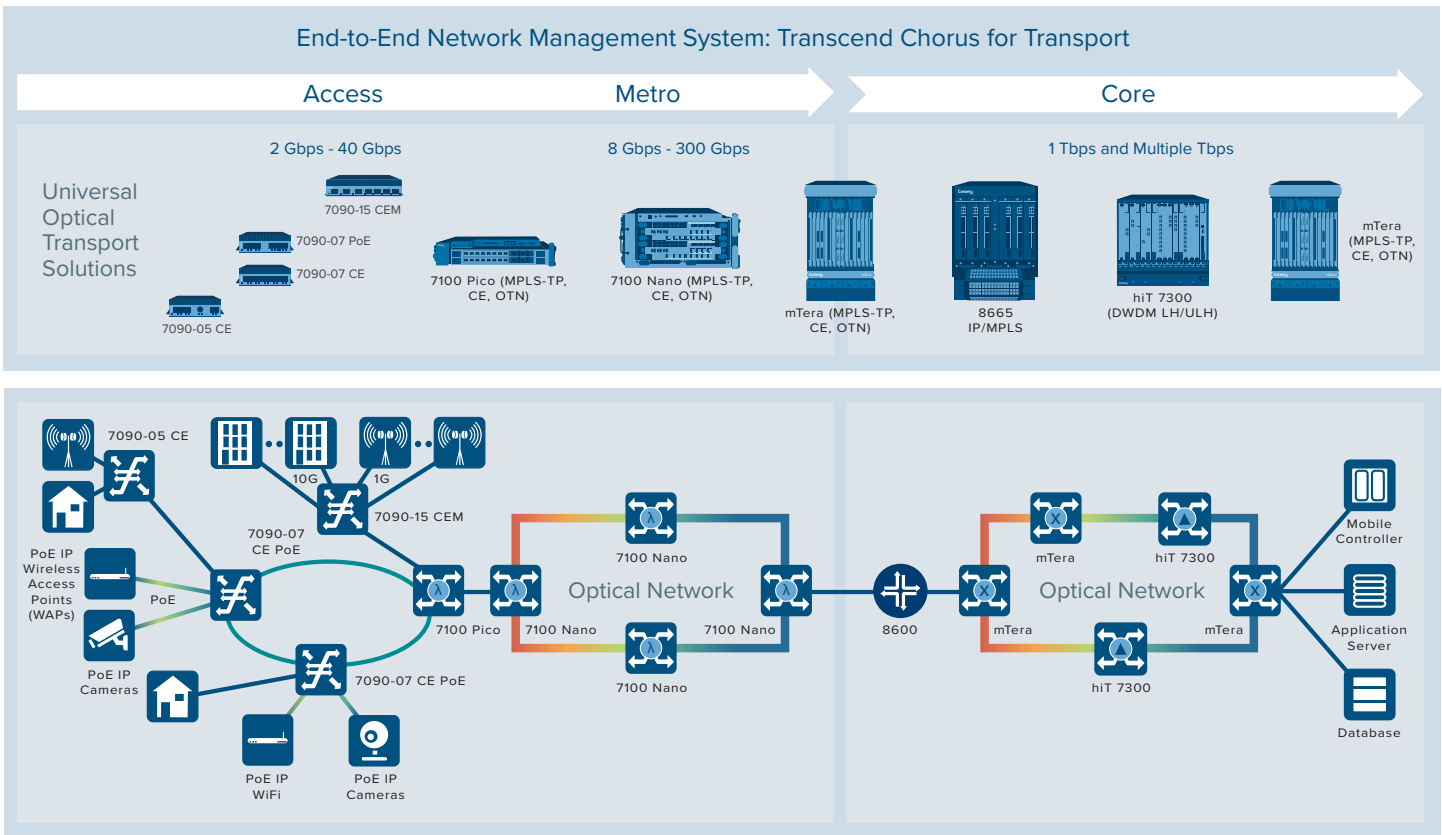 End-to-End Network Management System: Transcend Chorus for Transport
Access
Metro
Core
2 Gbps - 40 Gbps
8 Gbps - 300 Gbps
1 Tbps and Multiple Tbps
Universal
Optical
Transport
Solutions
7090-15 CEM
7090-07 PoE
7090-07 CE
7090-05 CE
7100 Pico (MPLS-TP,
CE, OTN)
7100 Nano (MPLS-TP,
CE, OTN)
mTera (MPLS-TP,
CE, OTN)
8665
IP/MPLS
hiT 7300
(DWDM LH/ULH)
mTera
(MPLS-TP,
CE, OTN)
7090-05 CE
10G
1G
7090-15 CEM
7090-07
CE PoE
PoE IP
Wireless
Access
Points
(WAPs)
PoE
PoE IP
Cameras
7090-07 CE PoE
PoE IP
WiFi
PoE IP
Cameras
λ
7100 Pico
λ
7100 Nano
λ
7100 Nano
Optical Network
λ
7100 Nano
λ
7100 Nano
8600
X
mTera
X
mTera
hiT 7300
Optical Network
hiT 7300
X
mTera
Mobile
Controller
Application
Server
Database